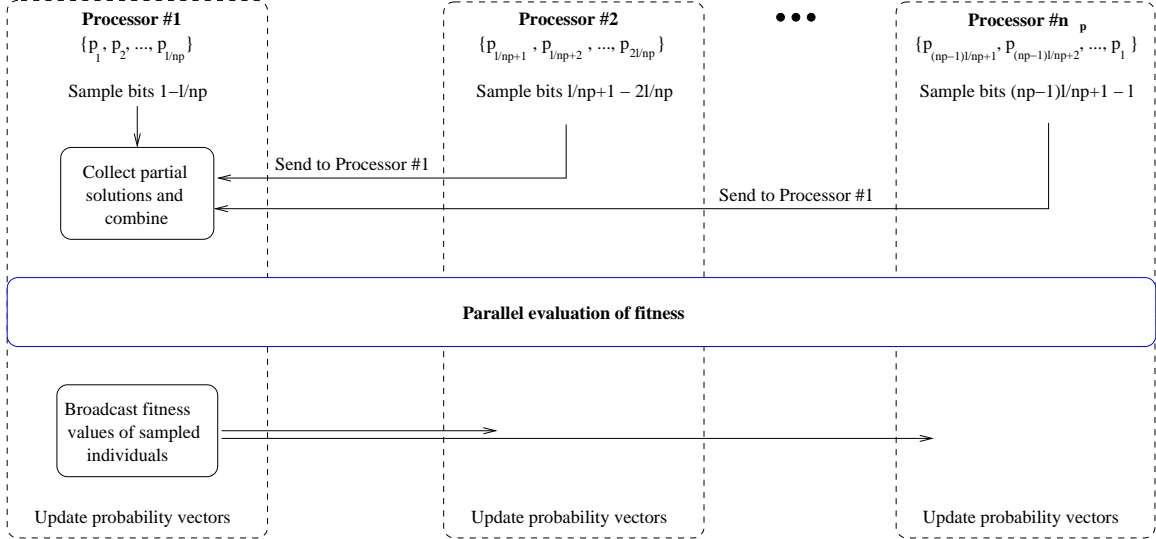 Processor #1
Processor #2
Processor #n p
{p1, p2, ..., pl/np}
{pl/np+1, pl/np+2, ..., p2l/np}
{p(np−1)l/np+1, p(np−1)l/np+2, ..., pl}
Sample bits 1−l/np
Sample bits l/np+1 − 2l/np
Sample bits (np−1)l/np+1 − l
Collect partial
solutions and
combine
Send to Processor #1
Send to Processor #1
Parallel evaluation of fitness
Broadcast fitness
values of sampled
individuals
Update probability vectors
Update probability vectors
Update probability vectors